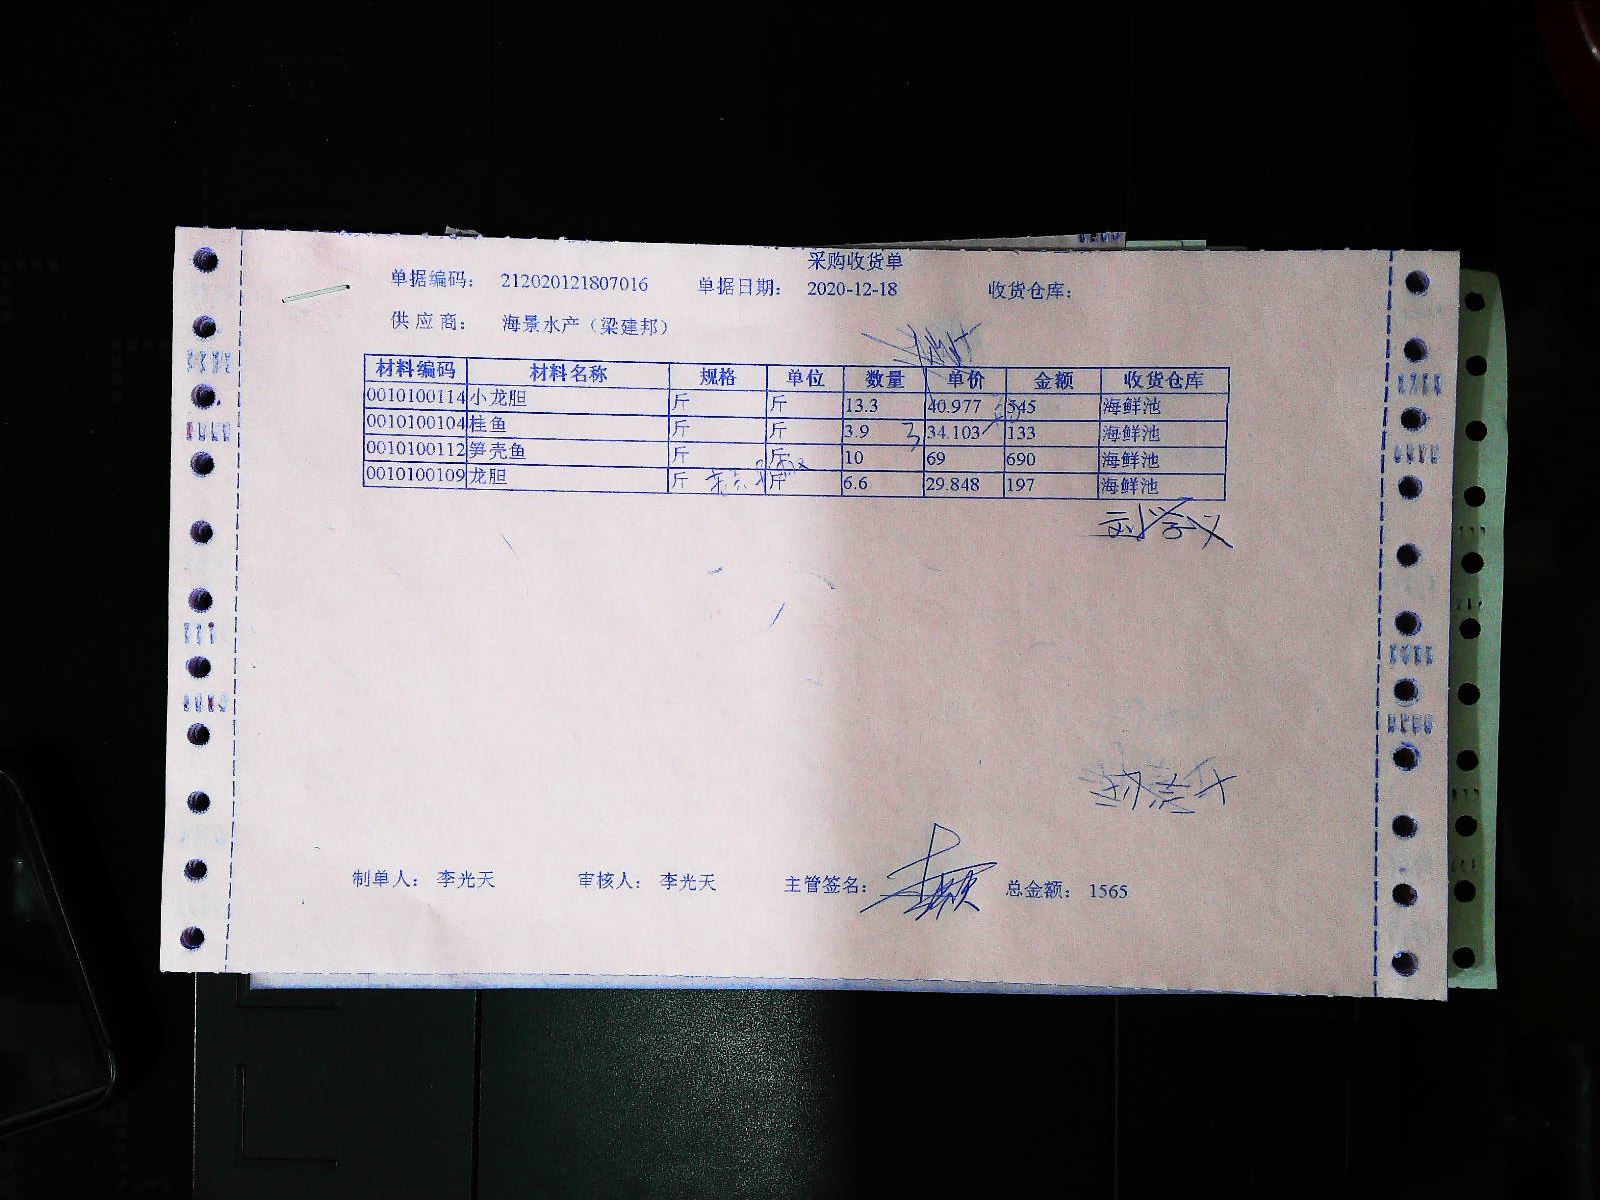 采购收货单
单据编码： 212020121807016 单据日期： 2020-12-18 收货仓库：
供 应 商： 海景水产（梁建邦）
材料编码 材料名称 规格 单位 数量 单价 金额 收货仓库
0010100114 小龙胆 斤 斤 13.3 40.977 545 海鲜池
0010100104 桂鱼 斤 斤 3.9 34.103 133 海鲜池
0010100112 笋壳鱼 斤 斤 10 69 690 海鲜池
0010100109 龙胆 斤 斤 6.6 29.848 197 海鲜池
刘学义
制单人： 李光天 审核人： 李光天 主管签名： 总金额： 1565